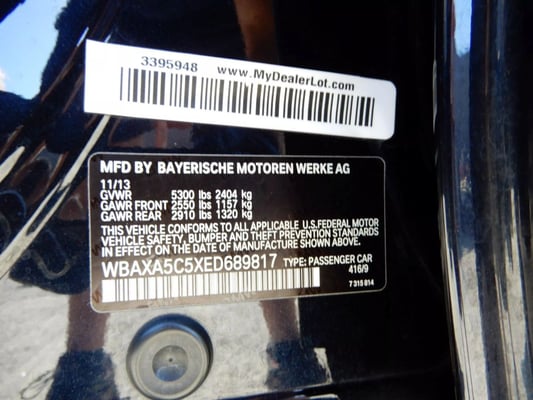 3395948 www.MyDealerLot.com
MFD BY BAYERISCHE MOTOREN WERKE AG
11/13
GVWR 5300 lbs 2404 kg
GAWR FRONT 2550 lbs 1157 kg
GAWR REAR 2910 lbs 1320 kg
THIS VEHICLE CONFORMS TO ALL APPLICABLE U.S.FEDERAL MOTOR
VEHICLE SAFETY, BUMPER AND THEFT PREVENTION STANDARDS
IN EFFECT ON THE DATE OF MANUFACTURE SHOWN ABOVE.
WBAXA5C5XED689817 TYPE: PASSENGER CAR
416/9
7 315 814